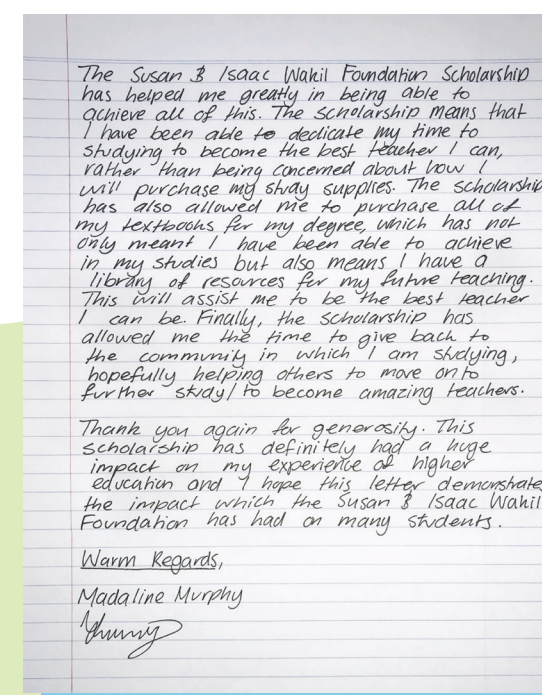 The Susan & Isaac Wakil Foundation Scholarship
has helped me greatly in being able to
achieve all of this. The scholarship means that
I have been able to dedicate my time to
studying to become the best teacher I can,
rather than being concerned about how I
will purchase my study supplies. The scholarship
has also allowed me to purchase all of
my textbooks for my degree, which has not
only meant I have been able to achieve
in my studies but also means I have a
library of resources for my future teaching.
This will assist me to be the best teacher
I can be. Finally, the scholarship has
allowed me the time to give back to
the community in which I am studying,
hopefully helping others to move onto
further study/to become amazing teachers.
Thank you again for generosity. This
scholarship has definitely had a huge
impact on my experience of higher
education and I hope this letter demonstrate
the impact which the Susan & Isaac Wakil
Foundation has had on many students.
Warm Regards,
Madaline Murphy